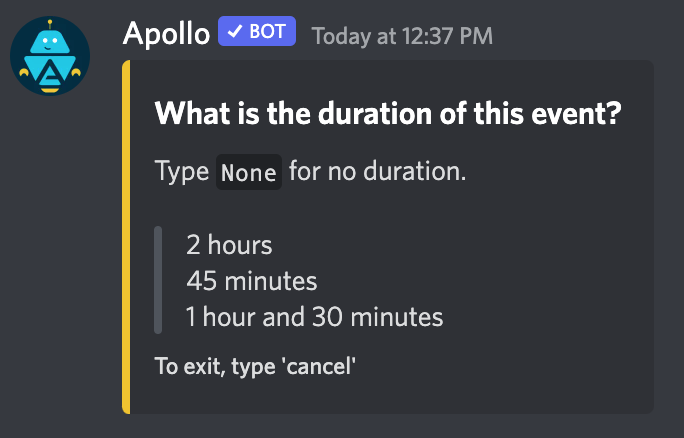 Apollo ✓ BOT Today at 12:37 PM
What is the duration of this event?
Type None for no duration.
2 hours
45 minutes
1 hour and 30 minutes
To exit, type 'cancel'